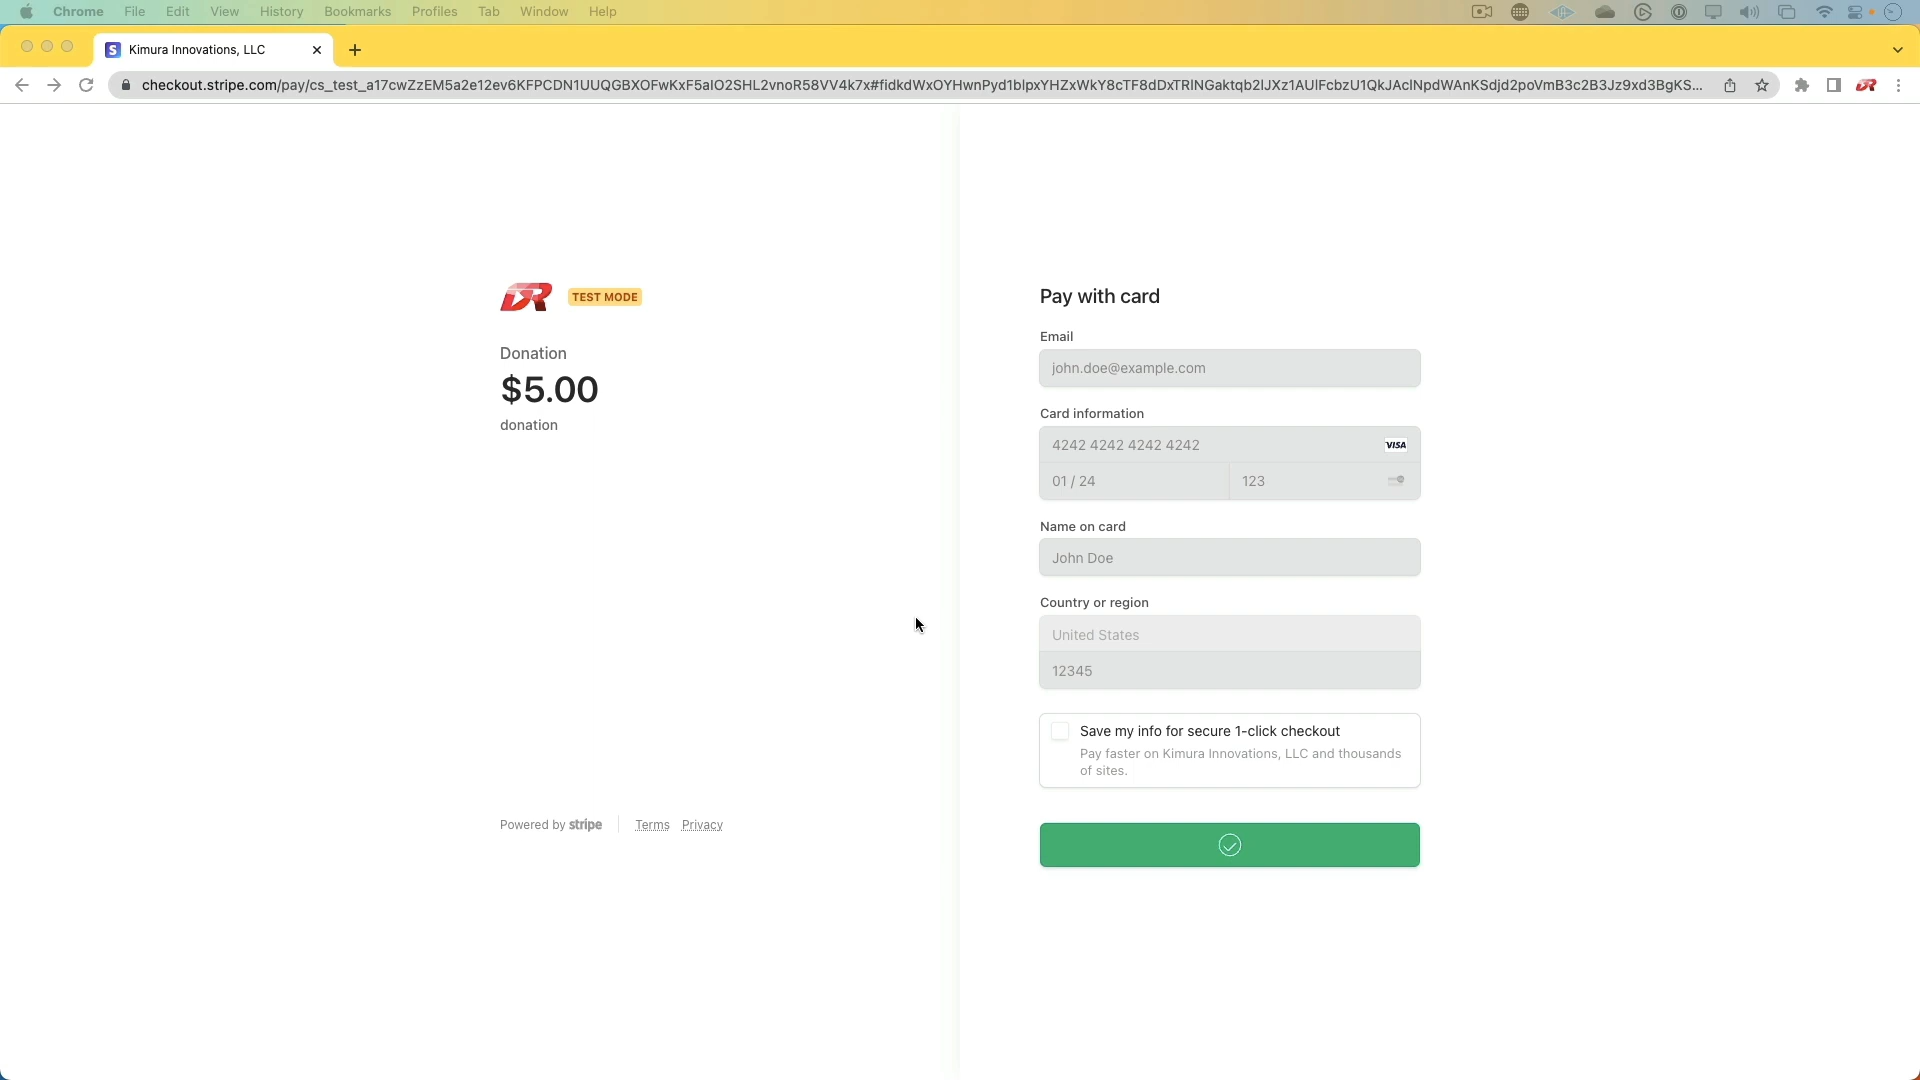 Chrome File Edit View History Bookmarks Profiles Tab Window Help
Kimura Innovations, LLC
checkout.stripe.com/pay/cs_test_a17cwZzEM5a2e12ev6KFPCDN1UUQGBXOFwKxF5aIO2SHL2vnoR58VV4k7x#fidkdWxOYHwnPyd1blpxYHZxWkY8cTF8dDxTRlNGaktqb2lJXz1AUlFcbzU1QkJAclNpdWAnKSdjd2poVmB3c2B3Jz9xd3BgKS...
DR TEST MODE
Donation
$5.00
donation
Powered by stripe Terms Privacy
Pay with card
Email
john.doe@example.com
Card information
4242 4242 4242 4242 VISA
01 / 24 123
Name on card
John Doe
Country or region
United States
12345
Save my info for secure 1-click checkout
Pay faster on Kimura Innovations, LLC and thousands
of sites.